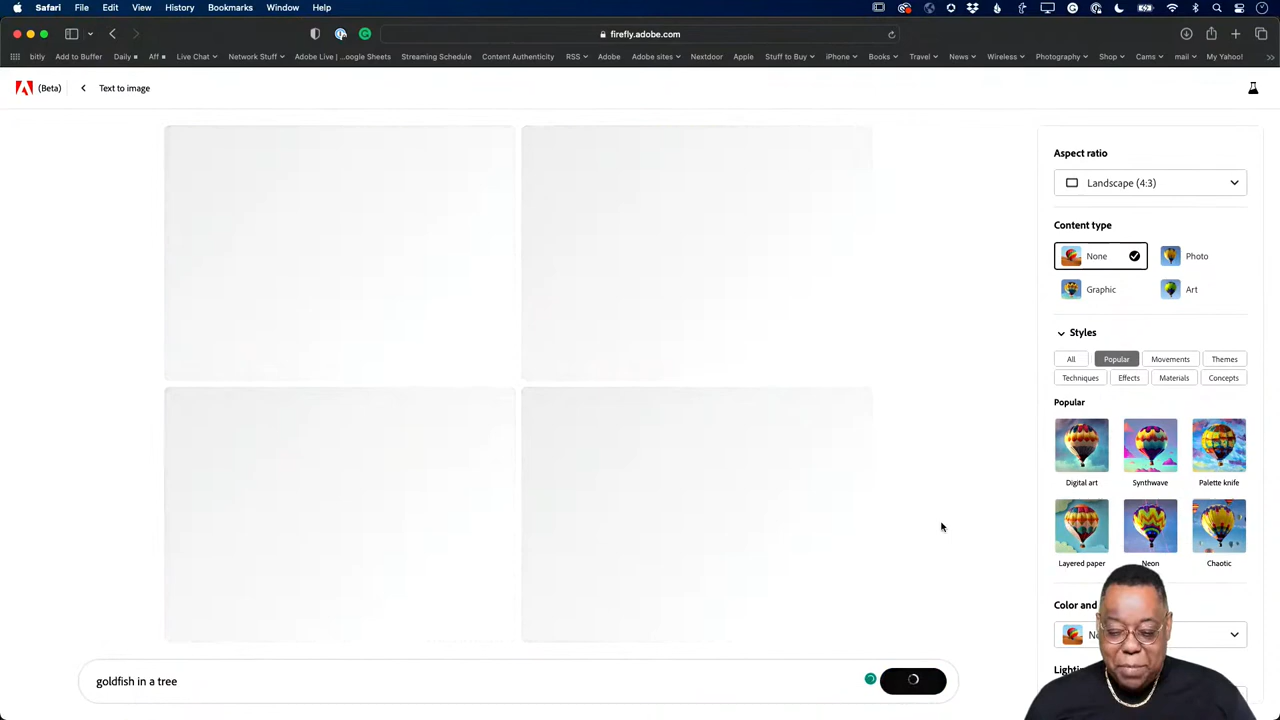 Safari File Edit View History Bookmarks Window Help
firefly.adobe.com
bitly Add to Buffer Daily Aff Live Chat Network Stuff Adobe Live |...oogle Sheets Streaming Schedule Content Authenticity RSS Adobe Adobe sites Nextdoor Apple Stuff to Buy iPhone Books Travel News Wireless Photography Shop Cams mail My Yahoo!
(Beta) Text to image
Aspect ratio
Landscape (4:3)
Content type
None Photo
Graphic Art
Styles
All Popular Movements Themes
Techniques Effects Materials Concepts
Popular
Digital art Synthwave Palette knife
Layered paper Neon Chaotic
Color and
goldfish in a tree